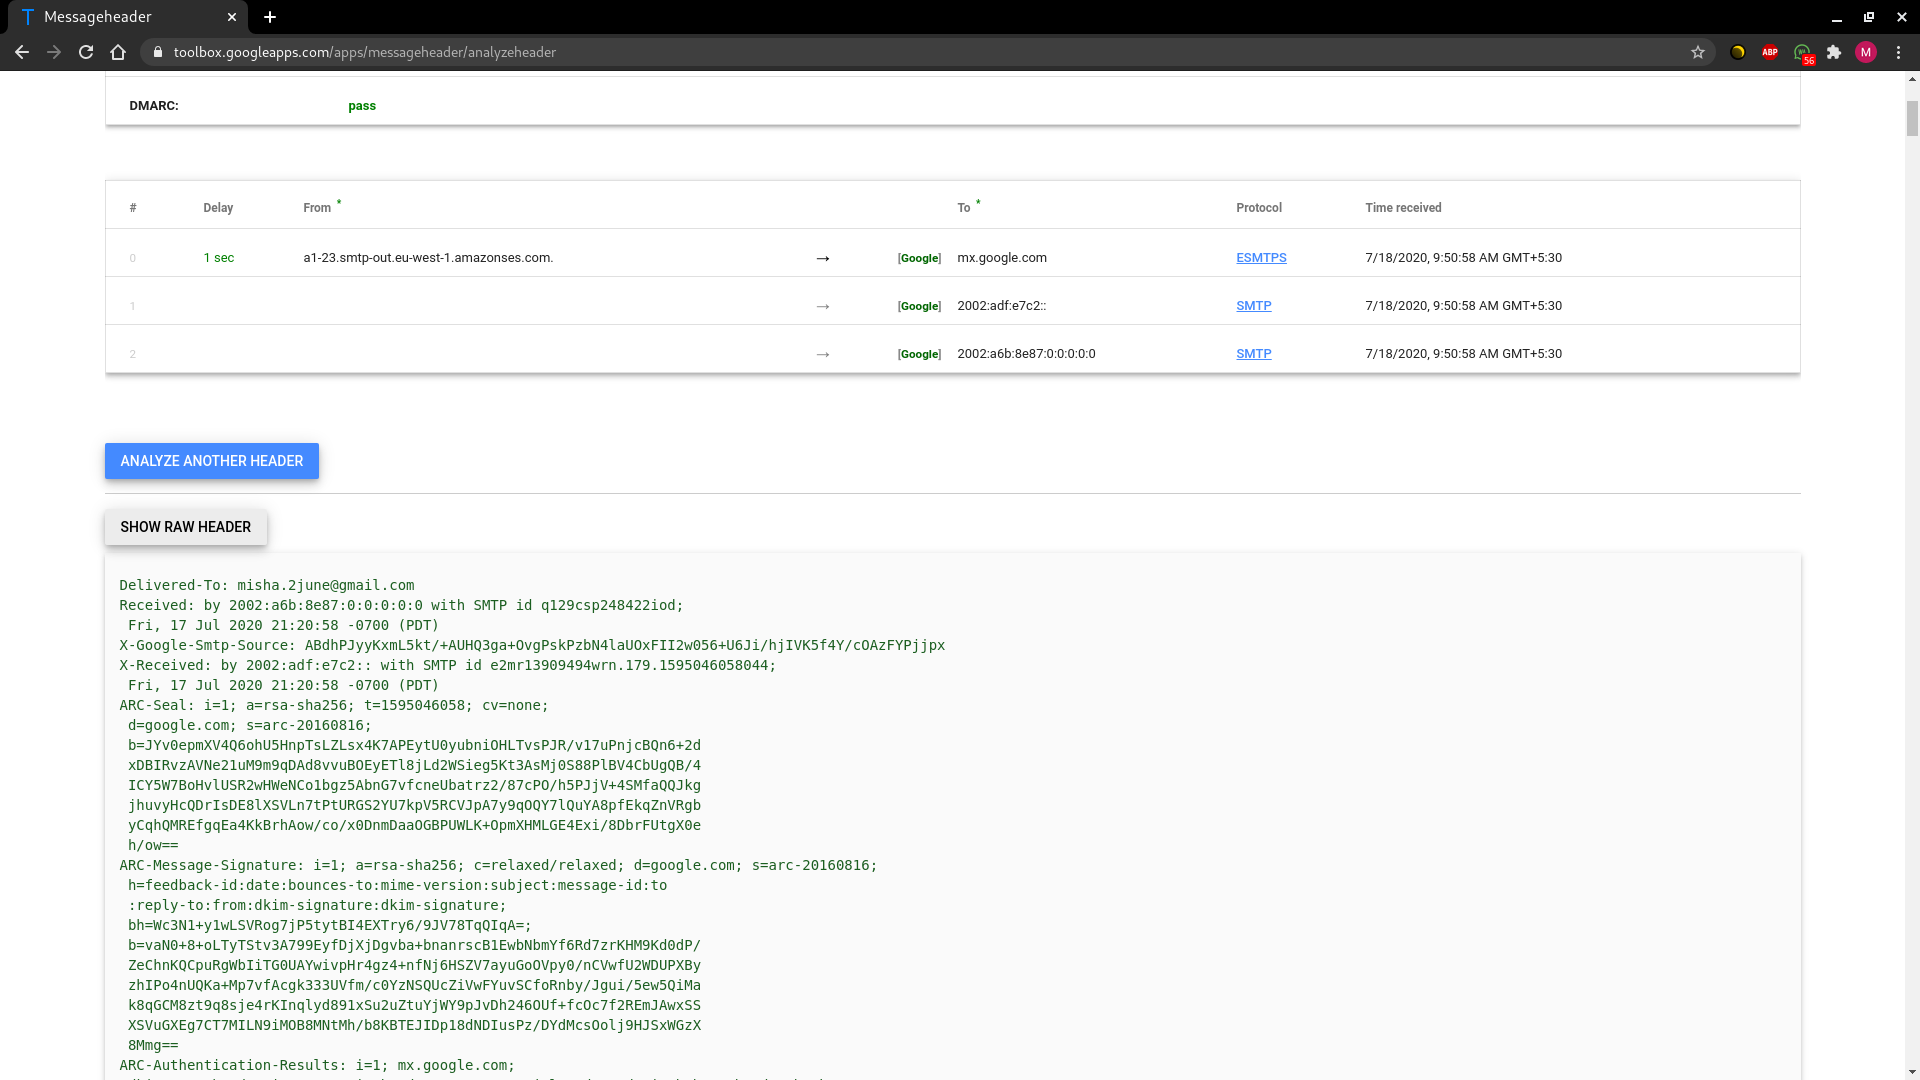 Messageheader
toolbox.googleapps.com/apps/messageheader/analyzeheader
ABP
56
M
DMARC: pass
# Delay From * To * Protocol Time received
0 1 sec a1-23.smtp-out.eu-west-1.amazonses.com. → [Google] mx.google.com ESMTPS 7/18/2020, 9:50:58 AM GMT+5:30
1 → [Google] 2002:adf:e7c2:: SMTP 7/18/2020, 9:50:58 AM GMT+5:30
2 → [Google] 2002:a6b:8e87:0:0:0:0:0 SMTP 7/18/2020, 9:50:58 AM GMT+5:30
ANALYZE ANOTHER HEADER
SHOW RAW HEADER
Delivered-To: misha.2june@gmail.com
Received: by 2002:a6b:8e87:0:0:0:0:0 with SMTP id q129csp248422iod;
Fri, 17 Jul 2020 21:20:58 -0700 (PDT)
X-Google-Smtp-Source: ABdhPJyyKxmL5kt/+AUHQ3ga+OvgPskPzbN4laUOxFII2w056+U6Ji/hjIVK5f4Y/cOAzFYPjjpx
X-Received: by 2002:adf:e7c2:: with SMTP id e2mr13909494wrn.179.1595046058044;
Fri, 17 Jul 2020 21:20:58 -0700 (PDT)
ARC-Seal: i=1; a=rsa-sha256; t=1595046058; cv=none;
d=google.com; s=arc-20160816;
b=JYv0epmXV4Q6ohU5HnpTsLZLsx4K7APEytU0yubniOHLTvsPJR/v17uPnjcBQn6+2d
xDBIRvzAVNe21uM9m9qDAd8vvuBOEyETl8jLd2WSieg5Kt3AsMj0S88PlBV4CbUgQB/4
ICY5W7BoHvlUSR2wHWeNCo1bgz5AbnG7vfcneUbatrz2/87cPO/h5PJjV+4SMfaQQJkg
jhuvyHcQDrIsDE8lXSVLn7tPtURGS2YU7kpV5RCVJpA7y9qOQY7lQuYA8pfEkqZnVRgb
yCqhQMREfgqEa4KkBrhAow/co/x0DnmDaaOGBPUWLK+OpmXHMLGE4Exi/8DbrFUtgX0e
h/ow==
ARC-Message-Signature: i=1; a=rsa-sha256; c=relaxed/relaxed; d=google.com; s=arc-20160816;
h=feedback-id:date:bounces-to:mime-version:subject:message-id:to
:reply-to:from:dkim-signature:dkim-signature;
bh=Wc3N1+y1wLSVRog7jP5tytBI4EXTry6/9JV78TqQIqA=;
b=vaN0+8+oLTyTStv3A799EyfDjXjDgvba+bnanrscB1EwbNbmYf6Rd7zrKHM9Kd0dP/
ZeChnKQCpuRgWbIiTG0UAYwivpHr4gz4+nfNj6HSZV7ayuGoOVpy0/nCVwfU2WDUPXBy
zhIPo4nUQKa+Mp7vfAcgk333UVfm/c0YzNSQUcZiVwFYuvSCfoRnby/Jgui/5ew5QiMa
k8qGCM8zt9q8sje4rKInqlyd891xSu2uZtuYjWY9pJvDh246OUf+fcOc7f2REmJAwxSS
XSVuGXEg7CT7MILN9iMOB8MNtMh/b8KBTEJIDp18dNDIusPz/DYdMcsOolj9HJSxWGzX
8Mmg==
ARC-Authentication-Results: i=1; mx.google.com;